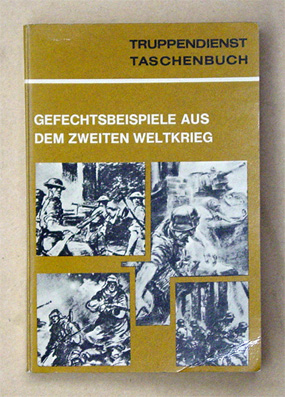 TRUPPENDIENST
TASCHENBUCH
GEFECHTSBEISPIELE AUS
DEM ZWEITEN WELTKRIEG